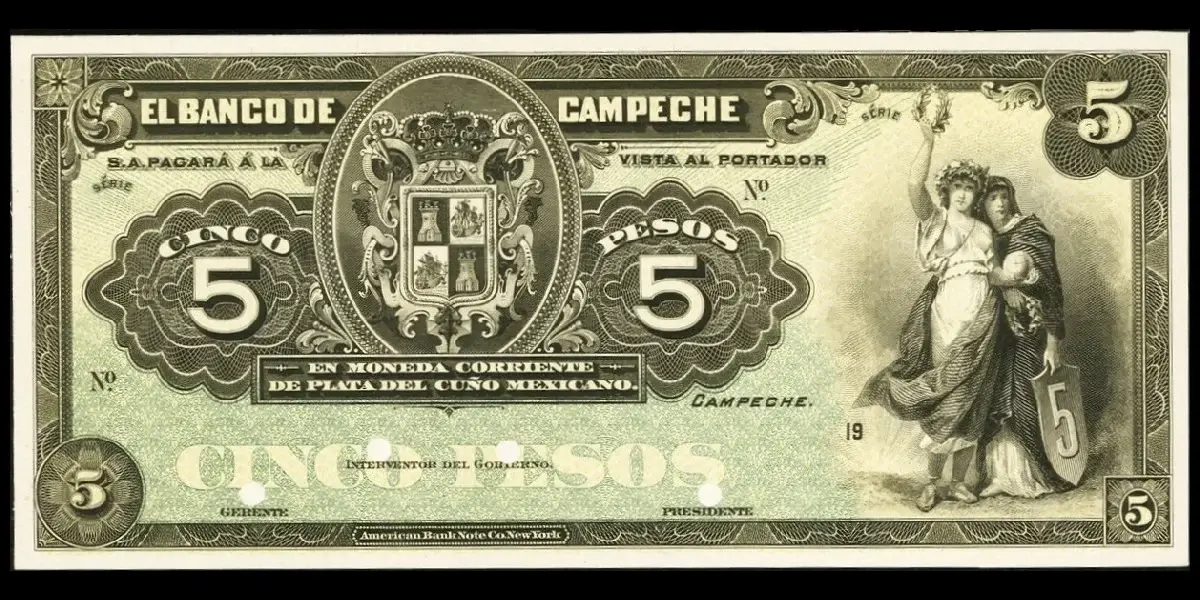 EL BANCO DE CAMPECHE
5
SÉRIE
S.A. PAGARÁ Á LA VISTA AL PORTADOR
SÉRIE
Nº
CINCO PESOS
5 5
EN MONEDA CORRIENTE
DE PLATA DEL CUÑO MEXICANO.
Nº
CAMPECHE.
19
5
CINCO PESOS
INTERVENTOR DEL GOBIERNO.
5
5
GERENTE PRESIDENTE
American Bank Note Co. New York